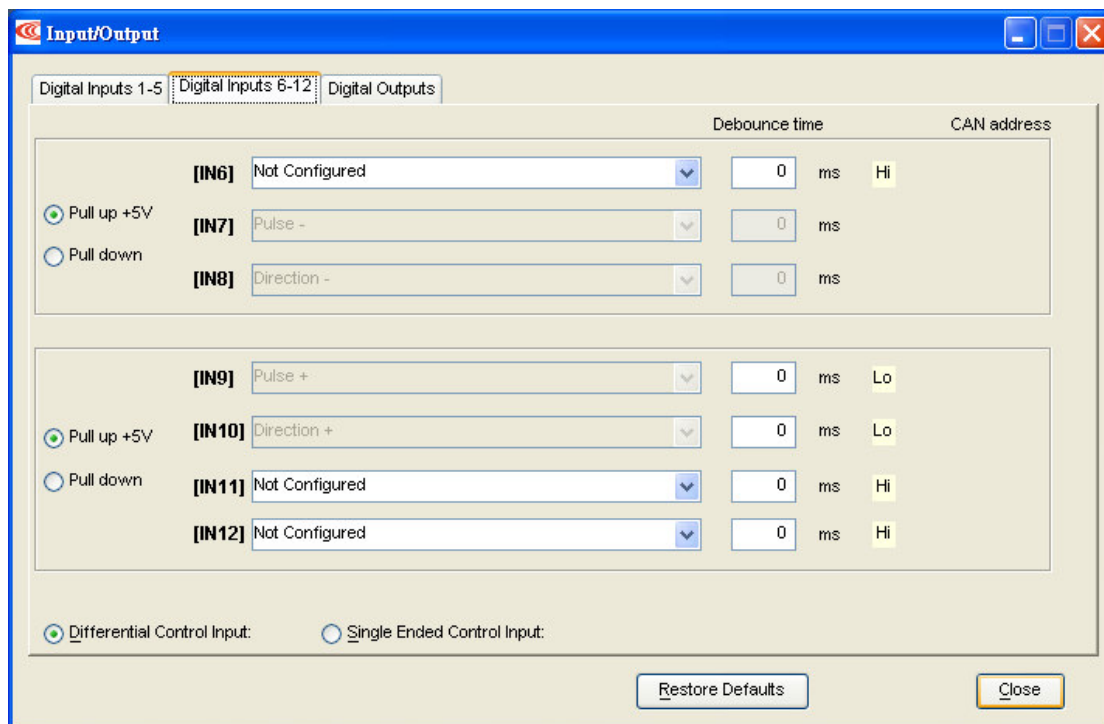 Input/Output
Digital Inputs 1-5 Digital Inputs 6-12 Digital Outputs
Debounce time CAN address
[IN6] Not Configured 0 ms Hi
Pull up +5V
[IN7] Pulse - 0 ms
Pull down
[IN8] Direction - 0 ms
[IN9] Pulse + 0 ms Lo
Pull up +5V [IN10] Direction + 0 ms Lo
Pull down [IN11] Not Configured 0 ms Hi
[IN12] Not Configured 0 ms Hi
Differential Control Input: Single Ended Control Input:
Restore Defaults Close